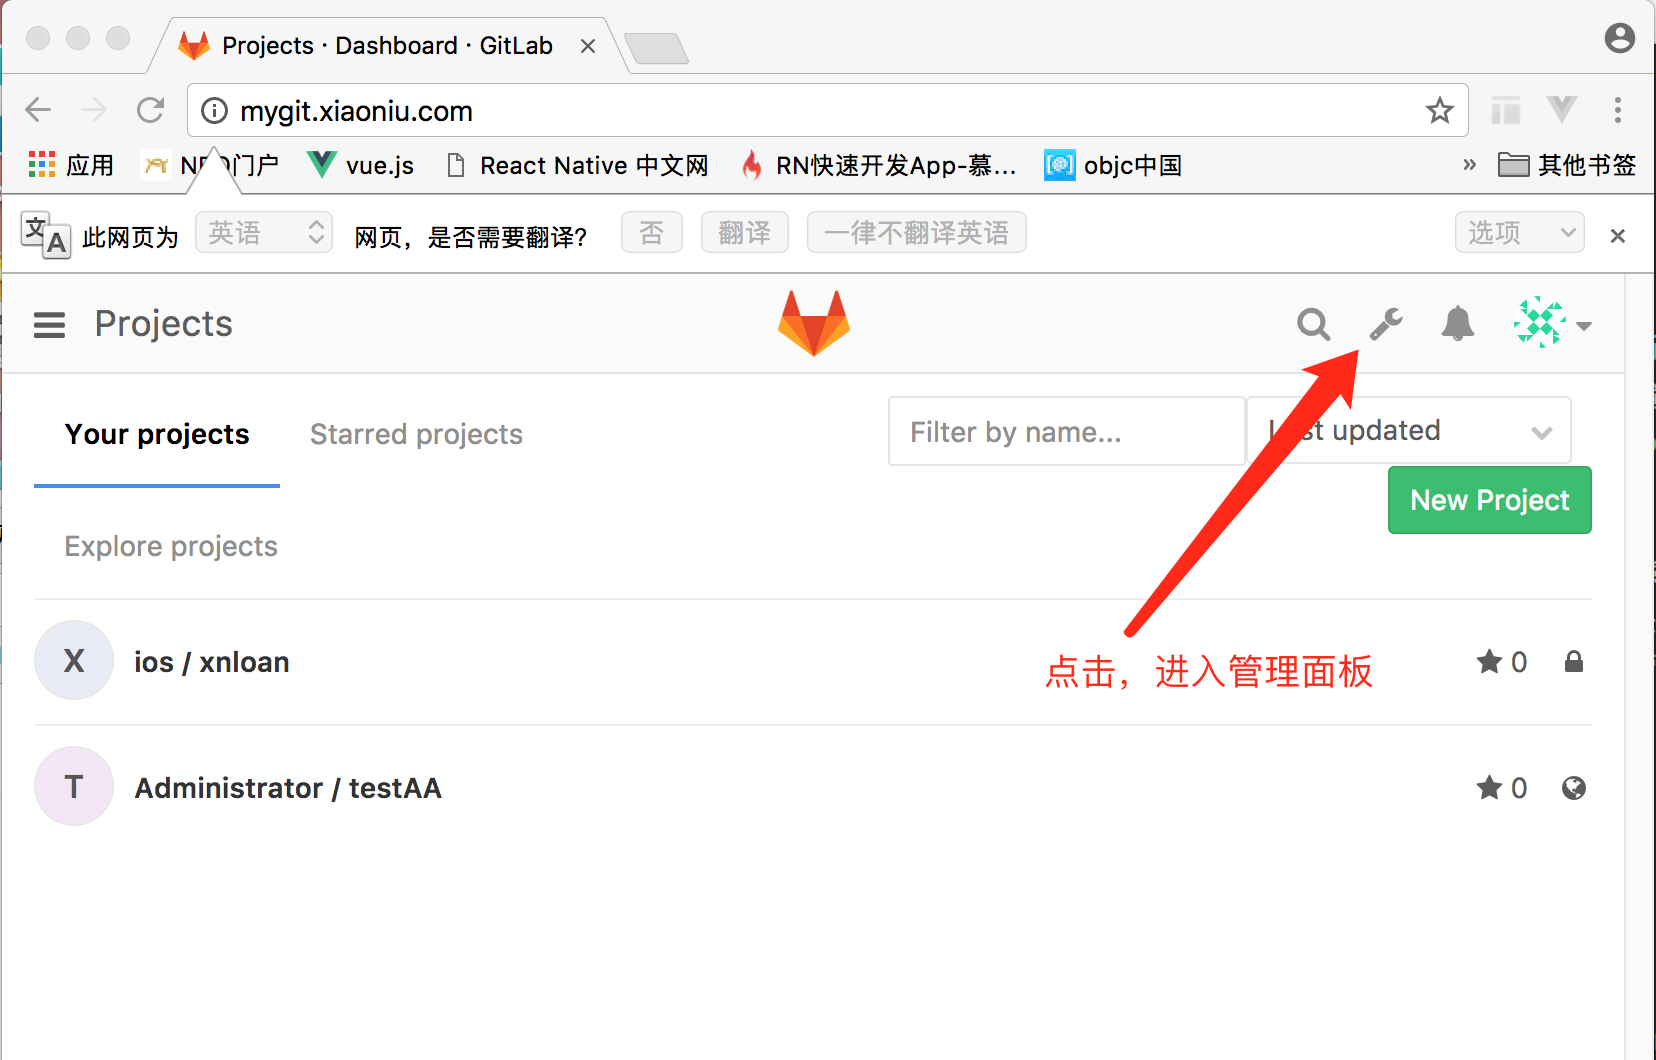 Projects · Dashboard · GitLab
mygit.xiaoniu.com
应用 门户 vue.js React Native 中文网 RN快速开发App-慕... objc中国 » 其他书签
文 A 此网页为 英语 网页，是否需要翻译? 否 翻译 一律不翻译英语 选项
Projects
Your projects Starred projects Filter by name... updated
New Project
Explore projects
X ios / xnloan 0
点击，进入管理面板
T Administrator / testAA 0